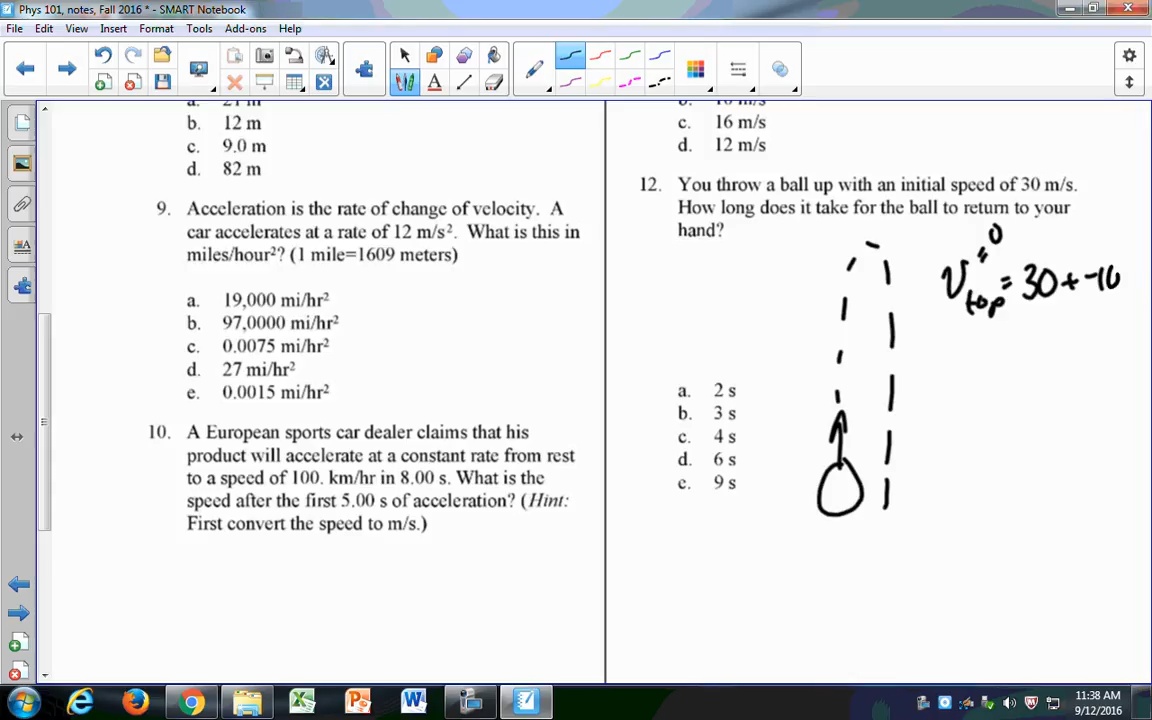 Phys 101, notes, Fall 2016 * - SMART Notebook
File Edit View Insert Format Tools Add-ons Help
a. 21 m
b. 12 m
c. 9.0 m
d. 82 m
9. Acceleration is the rate of change of velocity. A
car accelerates at a rate of 12 m/s². What is this in
miles/hour²? (1 mile=1609 meters)
a. 19,000 mi/hr²
b. 97,0000 mi/hr²
c. 0.0075 mi/hr²
d. 27 mi/hr²
e. 0.0015 mi/hr²
10. A European sports car dealer claims that his
product will accelerate at a constant rate from rest
to a speed of 100. km/hr in 8.00 s. What is the
speed after the first 5.00 s of acceleration? (Hint:
First convert the speed to m/s.)
c. 16 m/s
d. 12 m/s
12. You throw a ball up with an initial speed of 30 m/s.
How long does it take for the ball to return to your
hand?
0
"
V top = 30 + -10
a. 2 s
b. 3 s
c. 4 s
d. 6 s
e. 9 s
11:38 AM
9/12/2016